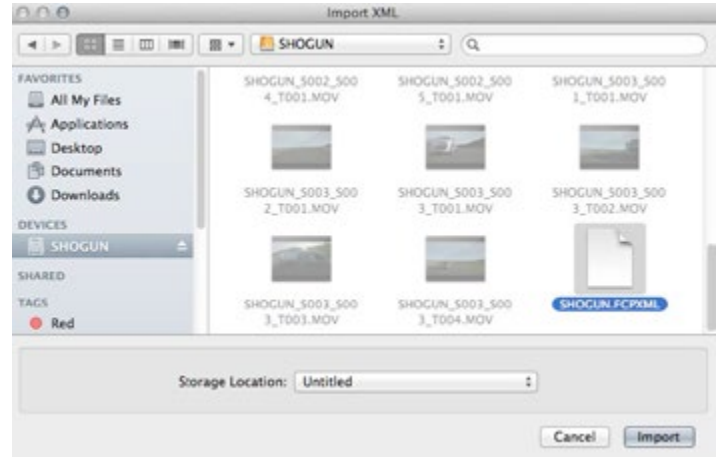 Import XML
SHOGUN
FAVORITES
All My Files
Applications
Desktop
Documents
Downloads
DEVICES
SHOGUN
SHARED
TAGS
Red
SHOGUN_S002_S00
4_T001.MOV
SHOGUN_S002_S00
5_T001.MOV
SHOGUN_S003_S00
1_T001.MOV
SHOGUN_S003_S00
2_T001.MOV
SHOGUN_S003_S00
3_T001.MOV
SHOGUN_S003_S00
3_T002.MOV
SHOGUN_S003_S00
3_T003.MOV
SHOGUN_S003_S00
3_T004.MOV
SHOGUN.FCPXML
Storage Location: Untitled
Cancel Import